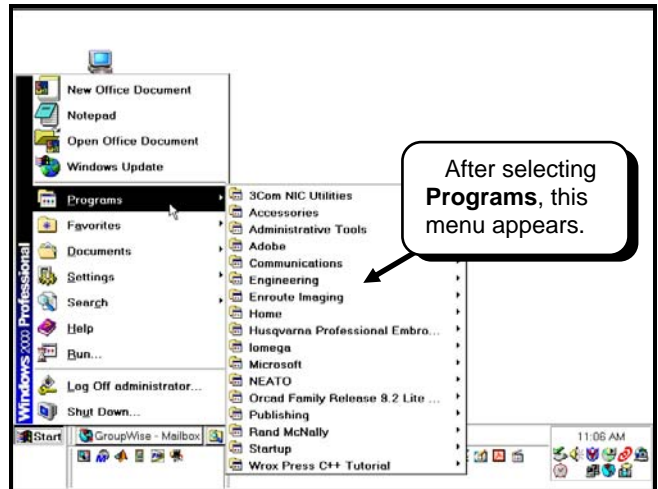 New Office Document
Notepad
Open Office Document
Windows Update
Programs
Favorites
Documents
Settings
Search
Help
Run...
Log Off administrator...
Shut Down...
Windows 2000 Professional
3Com NIC Utilities
Accessories
Administrative Tools
Adobe
Communications
Engineering
Enroute Imaging
Home
Husqvarna Professional Embro...
Iomega
Microsoft
NEATO
Orcad Family Release 9.2 Lite ...
Publishing
Rand McNally
Startup
Wrox Press C++ Tutorial
After selecting
Programs, this
menu appears.
Start
GroupWise - Mailbox
11:06 AM